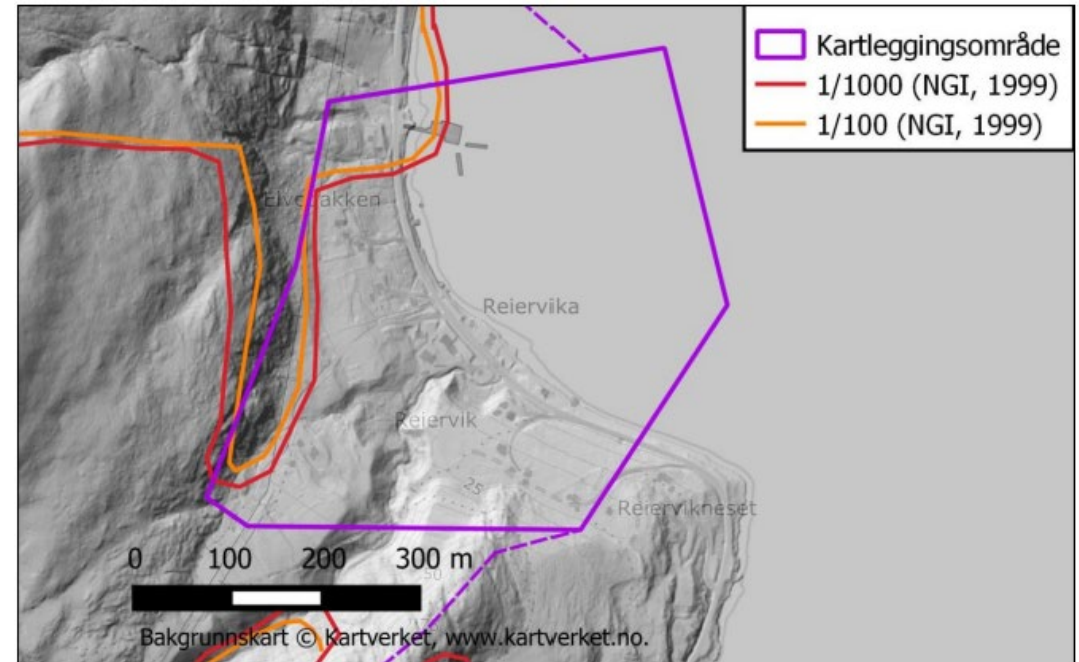 Kartleggingsområde
1/1000 (NGI, 1999)
1/100 (NGI, 1999)
Reiervika
Reiervik
25
Reiervikneset
50
0 100 200 300 m
Bakgrunnskart © Kartverket, www.kartverket.no.